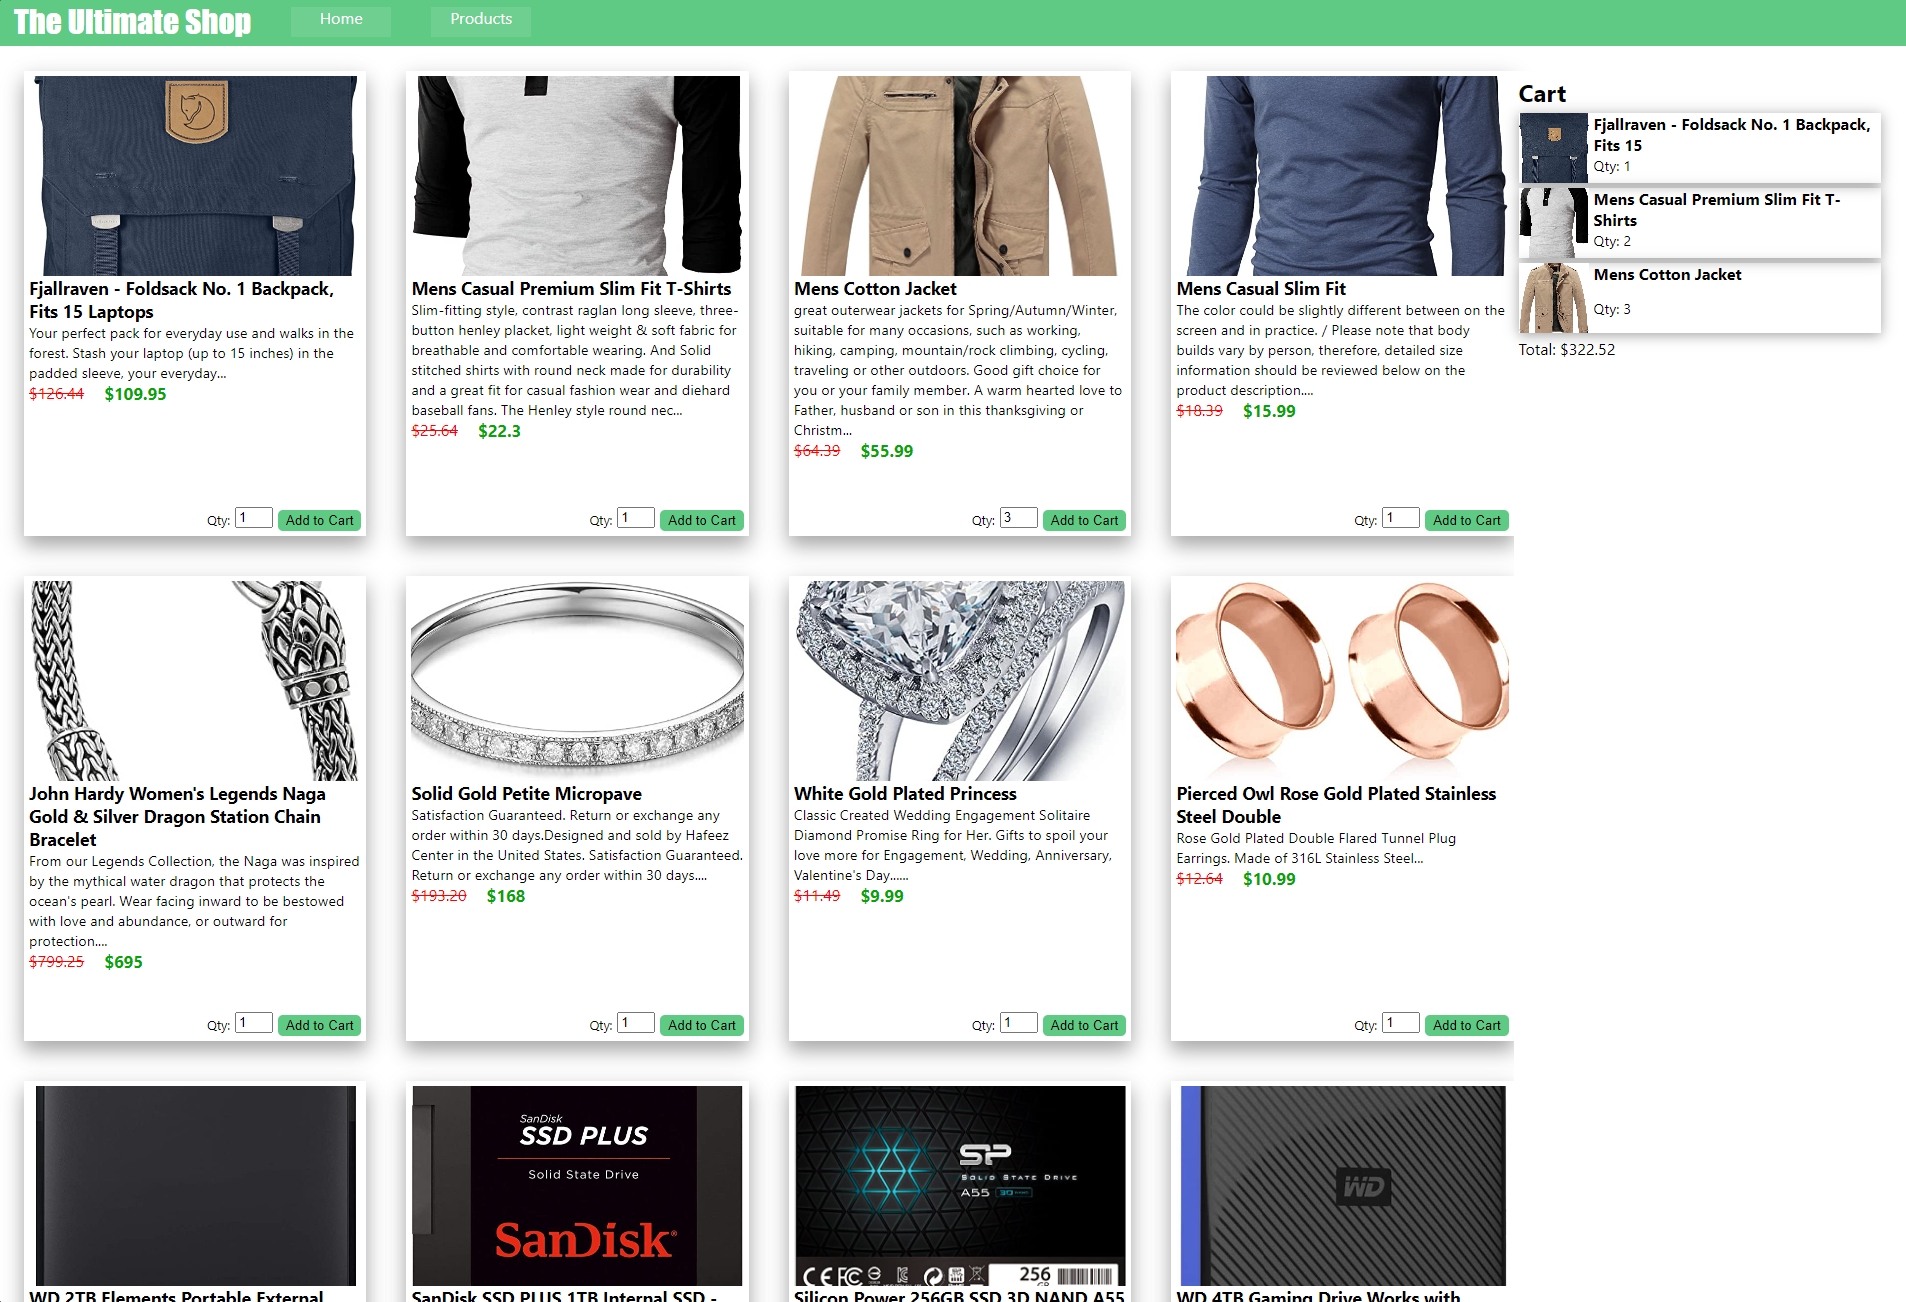 The Ultimate Shop
Home
Products
Fjallraven - Foldsack No. 1 Backpack,
Fits 15 Laptops
Your perfect pack for everyday use and walks in the
forest. Stash your laptop (up to 15 inches) in the
padded sleeve, your everyday...
$126.44 $109.95
Qty: 1 Add to Cart
Mens Casual Premium Slim Fit T-Shirts
Slim-fitting style, contrast raglan long sleeve, three-
button henley placket, light weight & soft fabric for
breathable and comfortable wearing. And Solid
stitched shirts with round neck made for durability
and a great fit for casual fashion wear and diehard
baseball fans. The Henley style round nec...
$25.64 $22.3
Qty: 1 Add to Cart
Mens Cotton Jacket
great outerwear jackets for Spring/Autumn/Winter,
suitable for many occasions, such as working,
hiking, camping, mountain/rock climbing, cycling,
traveling or other outdoors. Good gift choice for
you or your family member. A warm hearted love to
Father, husband or son in this thanksgiving or
Christm...
$64.39 $55.99
Qty: 3 Add to Cart
Mens Casual Slim Fit
The color could be slightly different between on the
screen and in practice. / Please note that body
builds vary by person, therefore, detailed size
information should be reviewed below on the
product description....
$18.39 $15.99
Qty: 1 Add to Cart
Cart
Fjallraven - Foldsack No. 1 Backpack,
Fits 15
Qty: 1
Mens Casual Premium Slim Fit T-
Shirts
Qty: 2
Mens Cotton Jacket
Qty: 3
Total: $322.52
John Hardy Women's Legends Naga
Gold & Silver Dragon Station Chain
Bracelet
From our Legends Collection, the Naga was inspired
by the mythical water dragon that protects the
ocean's pearl. Wear facing inward to be bestowed
with love and abundance, or outward for
protection....
$799.25 $695
Qty: 1 Add to Cart
Solid Gold Petite Micropave
Satisfaction Guaranteed. Return or exchange any
order within 30 days.Designed and sold by Hafeez
Center in the United States. Satisfaction Guaranteed.
Return or exchange any order within 30 days....
$193.20 $168
Qty: 1 Add to Cart
White Gold Plated Princess
Classic Created Wedding Engagement Solitaire
Diamond Promise Ring for Her. Gifts to spoil your
love more for Engagement, Wedding, Anniversary,
Valentine's Day......
$11.49 $9.99
Qty: 1 Add to Cart
Pierced Owl Rose Gold Plated Stainless
Steel Double
Rose Gold Plated Double Flared Tunnel Plug
Earrings. Made of 316L Stainless Steel...
$12.64 $10.99
Qty: 1 Add to Cart
WD 2TB Elements Portable External
SanDisk
SSD PLUS
Solid State Drive
SanDisk
SanDisk SSD PLUS 1TB Internal SSD -
SP
SOLID STATE DRIVE
A55 3D NAND
CE FC
256
GB
Silicon Power 256GB SSD 3D NAND A55
WD
WD 4TB Gaming Drive Works with